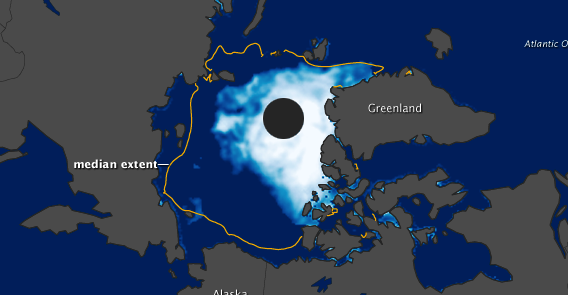 Atlantic O
Greenland
median extent
Alaska